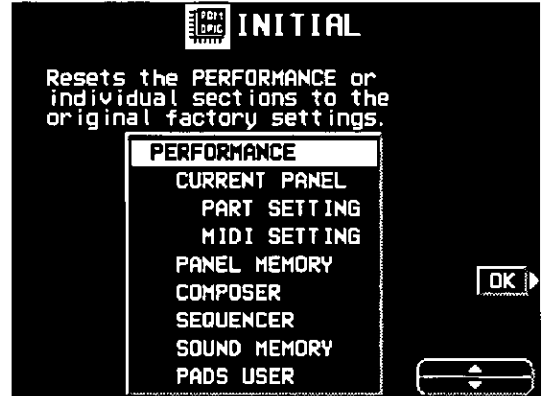 INITIAL
Resets the PERFORMANCE or
individual sections to the
original factory settings.
PERFORMANCE
CURRENT PANEL
PART SETTING
MIDI SETTING
PANEL MEMORY
COMPOSER
OK
SEQUENCER
SOUND MEMORY
PADS USER